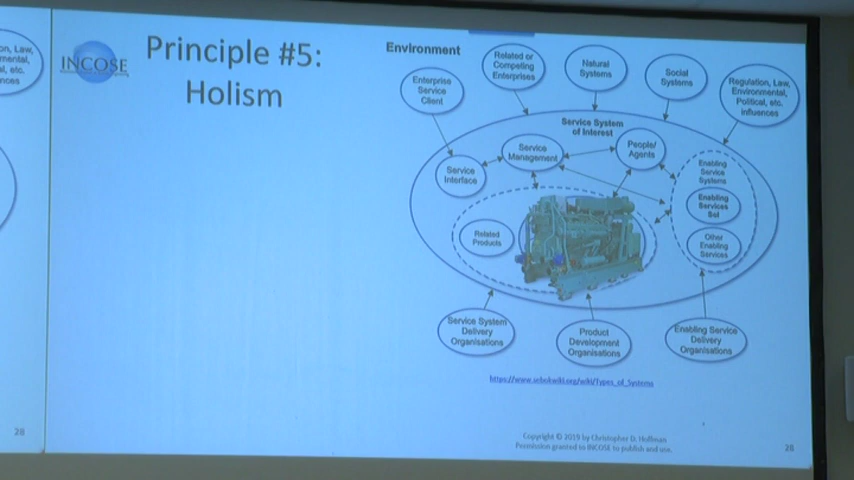 on, Law,
mental,
al, etc.
nces
28
INCOSE
Principle #5:
Holism
Environment
Enterprise
Service
Client
Related or
Competing
Enterprises
Natural
Systems
Social
Systems
Regulation, Law,
Environmental,
Political, etc.
Influences
Service System
of Interest
Service
Interface
Service
Management
People/
Agents
Enabling
Service
Systems
Enabling
Services
SoI
Other
Enabling
Services
Related
Products
Service System
Delivery
Organisations
Product
Development
Organisations
Enabling Service
Delivery
Organisations
https://www.sebokwiki.org/wiki/Types_of_Systems
Copyright © 2019 by Christopher D. Hoffman
Permission granted to INCOSE to publish and use.
28